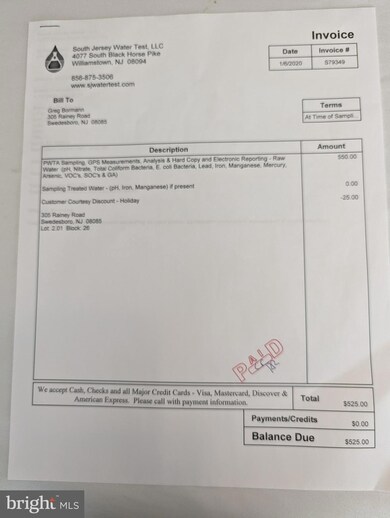 Invoice
South Jersey Water Test, LLC
4077 South Black Horse Pike
Williamstown, NJ 08094
856-875-3506
www.sjwatertest.com
Date Invoice #
1/6/2020 S79349
Bill To
Greg Bormann
305 Rainey Road
Swedesboro, NJ 08085
Terms
At Time of Sampli...
Description Amount
PWTA Sampling, GPS Measurements, Analysis & Hard Copy and Electronic Reporting - Raw 550.00
Water (pH, Nitrate, Total Coliform Bacteria, E. coli Bacteria, Lead, Iron, Manganese, Mercury,
Arsenic, VOC's, SOC's & GA)
Sampling Treated Water - (pH, Iron, Manganese) if present 0.00
Customer Courtesy Discount - Holiday -25.00
305 Rainey Road
Swedesboro, NJ 08085
Lot: 2.01 Block: 26
PAID
We accept Cash, Checks and all Major Credit Cards - Visa, Mastercard, Discover &
American Express. Please call with payment information.
Total $525.00
Payments/Credits $0.00
Balance Due $525.00
bright MLS